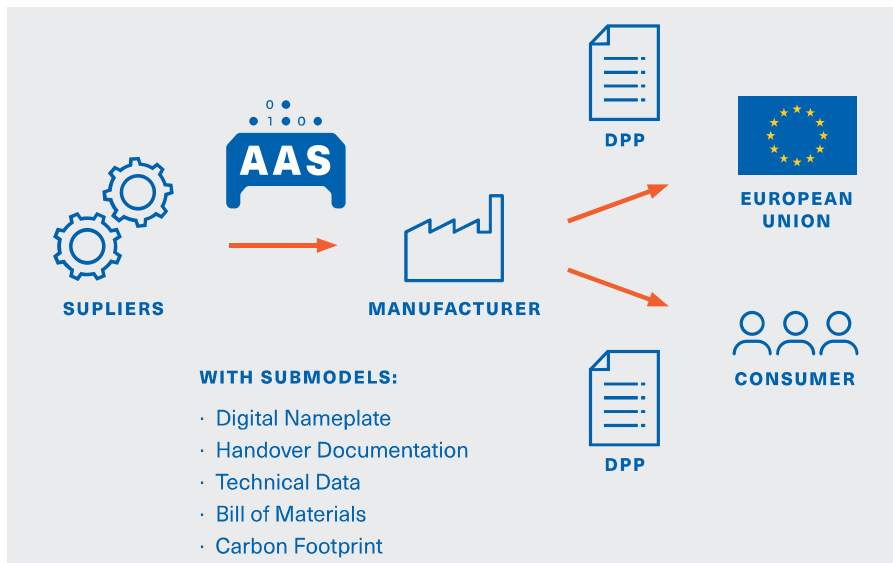 0
1 0
AAS
SUPLIERS
MANUFACTURER
DPP
EUROPEAN
UNION
CONSUMER
DPP
WITH SUBMODELS:
· Digital Nameplate
· Handover Documentation
· Technical Data
· Bill of Materials
· Carbon Footprint